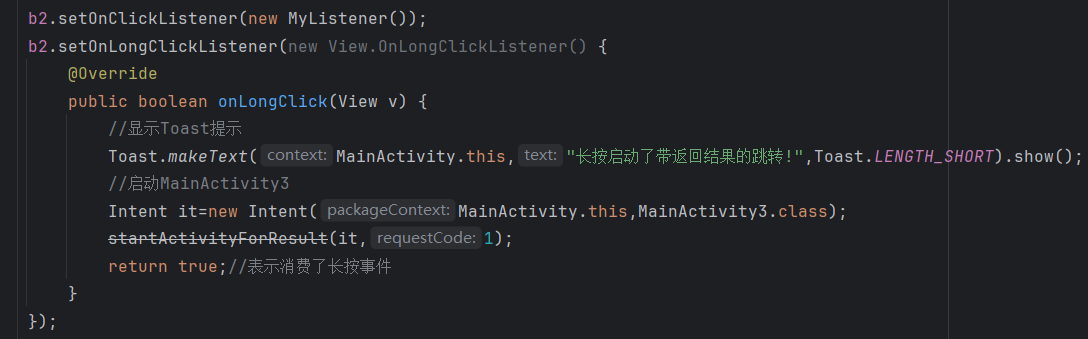 b2.setOnClickListener(new MyListener());
b2.setOnLongClickListener(new View.OnLongClickListener() {
@Override
public boolean onLongClick(View v) {
//显示Toast提示
Toast.makeText( context: MainActivity.this, text: "长按启动了带返回结果的跳转!",Toast.LENGTH_SHORT).show();
//启动MainActivity3
Intent it=new Intent( packageContext: MainActivity.this,MainActivity3.class);
startActivityForResult(it, requestCode: 1);
return true;//表示消费了长按事件
}
});